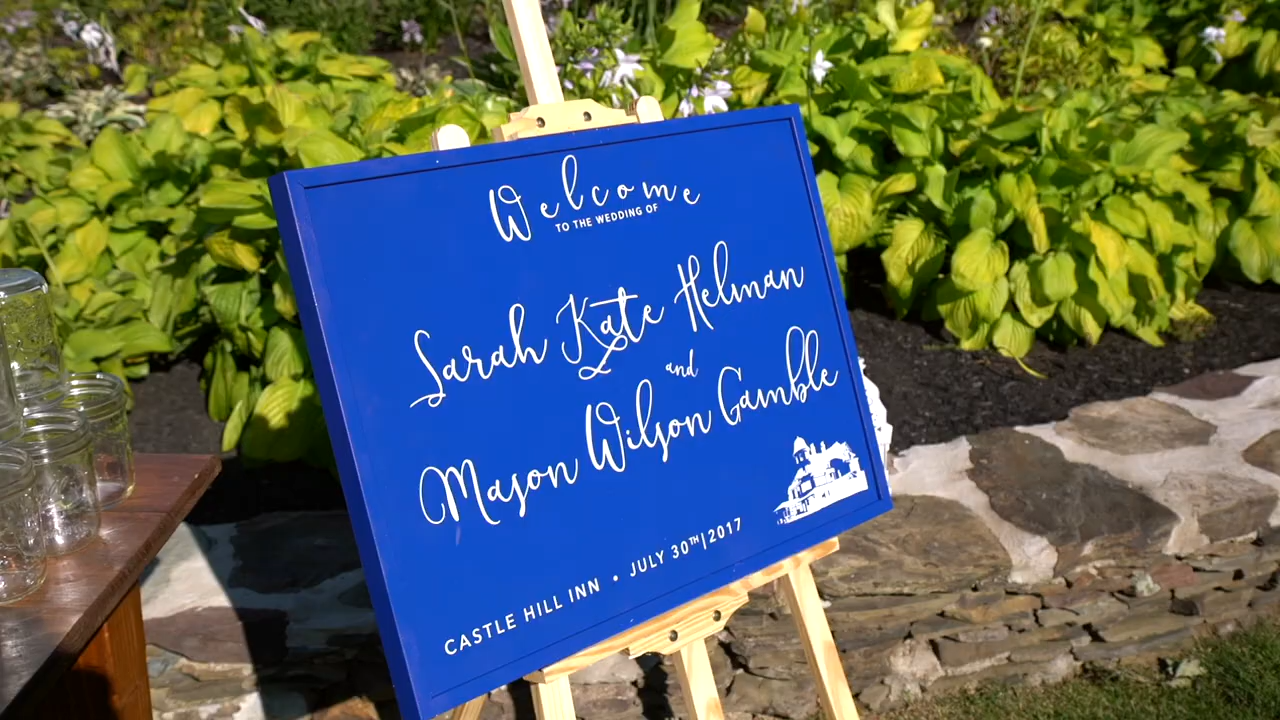 Welcome
TO THE WEDDING OF
Sarah Kate Helman
and
Mason Wilson Gamble
CASTLE HILL INN • JULY 30TH|2017